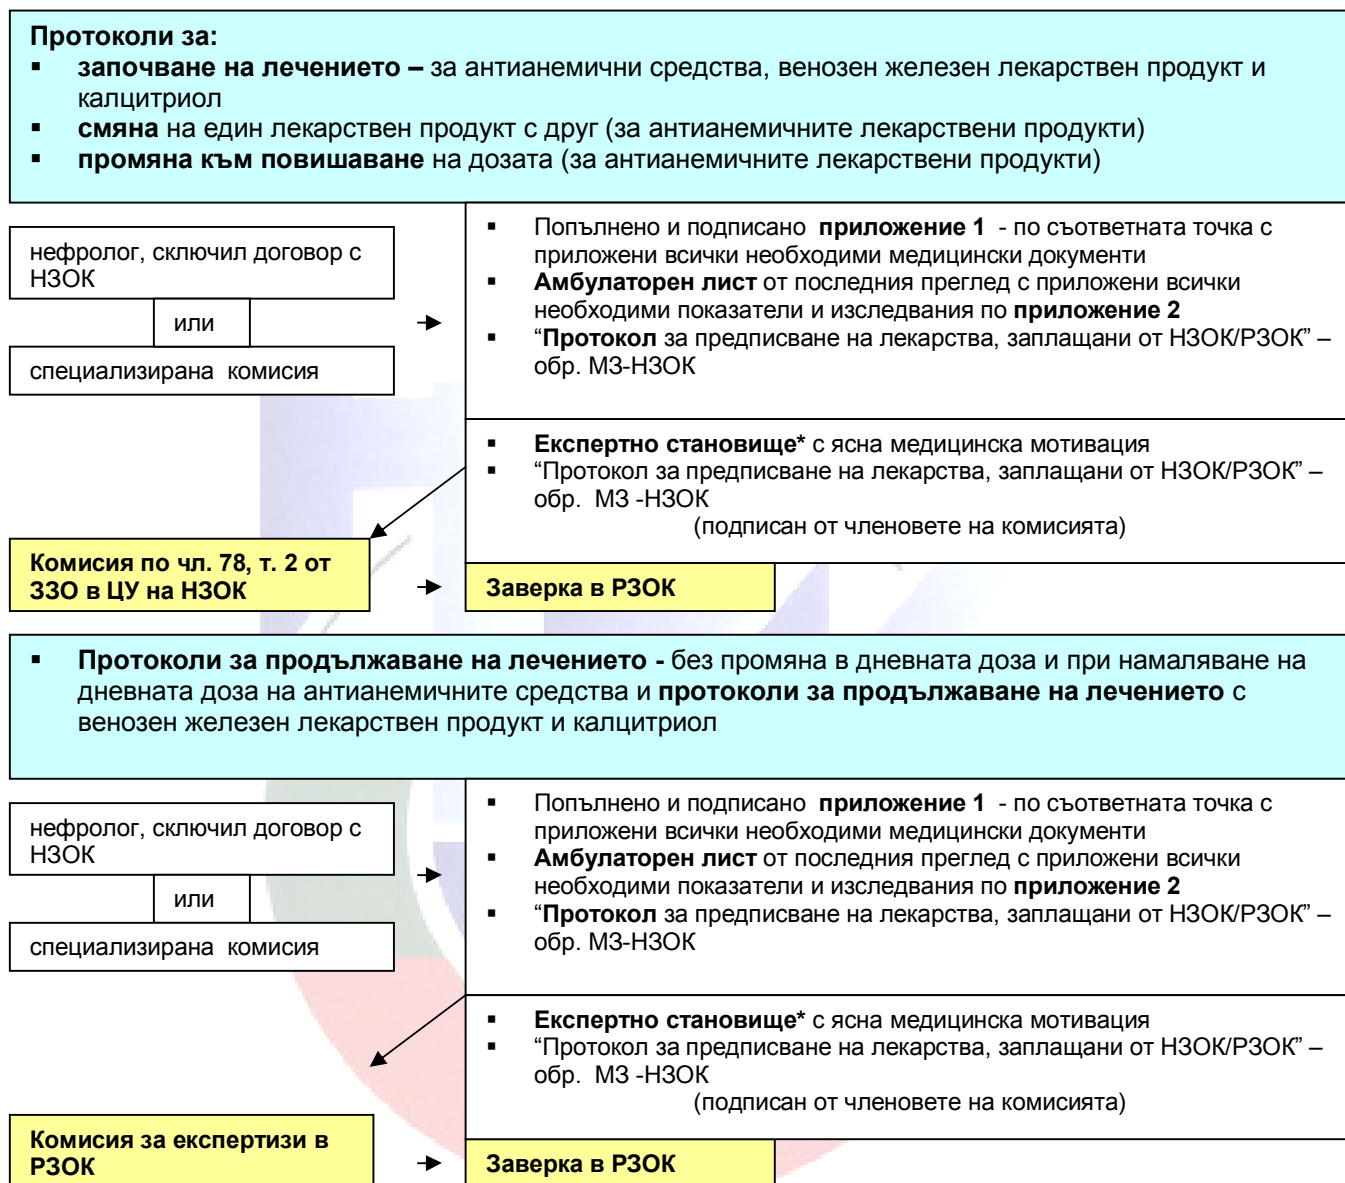 Протоколи за:
▪ започване на лечението – за антианемични средства, венозен железен лекарствен продукт и
калцитриол
▪ смяна на един лекарствен продукт с друг (за антианемичните лекарствени продукти)
▪ промяна към повишаване на дозата (за антианемичните лекарствени продукти)
нефролог, сключил договор с
НЗОК
или
специализирана комисия
▪ Попълнено и подписано приложение 1 - по съответната точка с
приложени всички необходими медицински документи
▪ Амбулаторен лист от последния преглед с приложени всички
необходими показатели и изследвания по приложение 2
▪ “Протокол за предписване на лекарства, заплащани от НЗОК/РЗОК” –
обр. МЗ-НЗОК
▪ Експертно становище* с ясна медицинска мотивация
▪ “Протокол за предписване на лекарства, заплащани от НЗОК/РЗОК” –
обр. МЗ -НЗОК
(подписан от членовете на комисията)
Комисия по чл. 78, т. 2 от
ЗЗО в ЦУ на НЗОК
Заверка в РЗОК
▪ Протоколи за продължаване на лечението - без промяна в дневната доза и при намаляване на
дневната доза на антианемичните средства и протоколи за продължаване на лечението с
венозен железен лекарствен продукт и калцитриол
нефролог, сключил договор с
НЗОК
или
специализирана комисия
▪ Попълнено и подписано приложение 1 - по съответната точка с
приложени всички необходими медицински документи
▪ Амбулаторен лист от последния преглед с приложени всички
необходими показатели и изследвания по приложение 2
▪ “Протокол за предписване на лекарства, заплащани от НЗОК/РЗОК” –
обр. МЗ-НЗОК
▪ Експертно становище* с ясна медицинска мотивация
▪ “Протокол за предписване на лекарства, заплащани от НЗОК/РЗОК” –
обр. МЗ -НЗОК
(подписан от членовете на комисията)
Комисия за експертизи в
РЗОК
Заверка в РЗОК